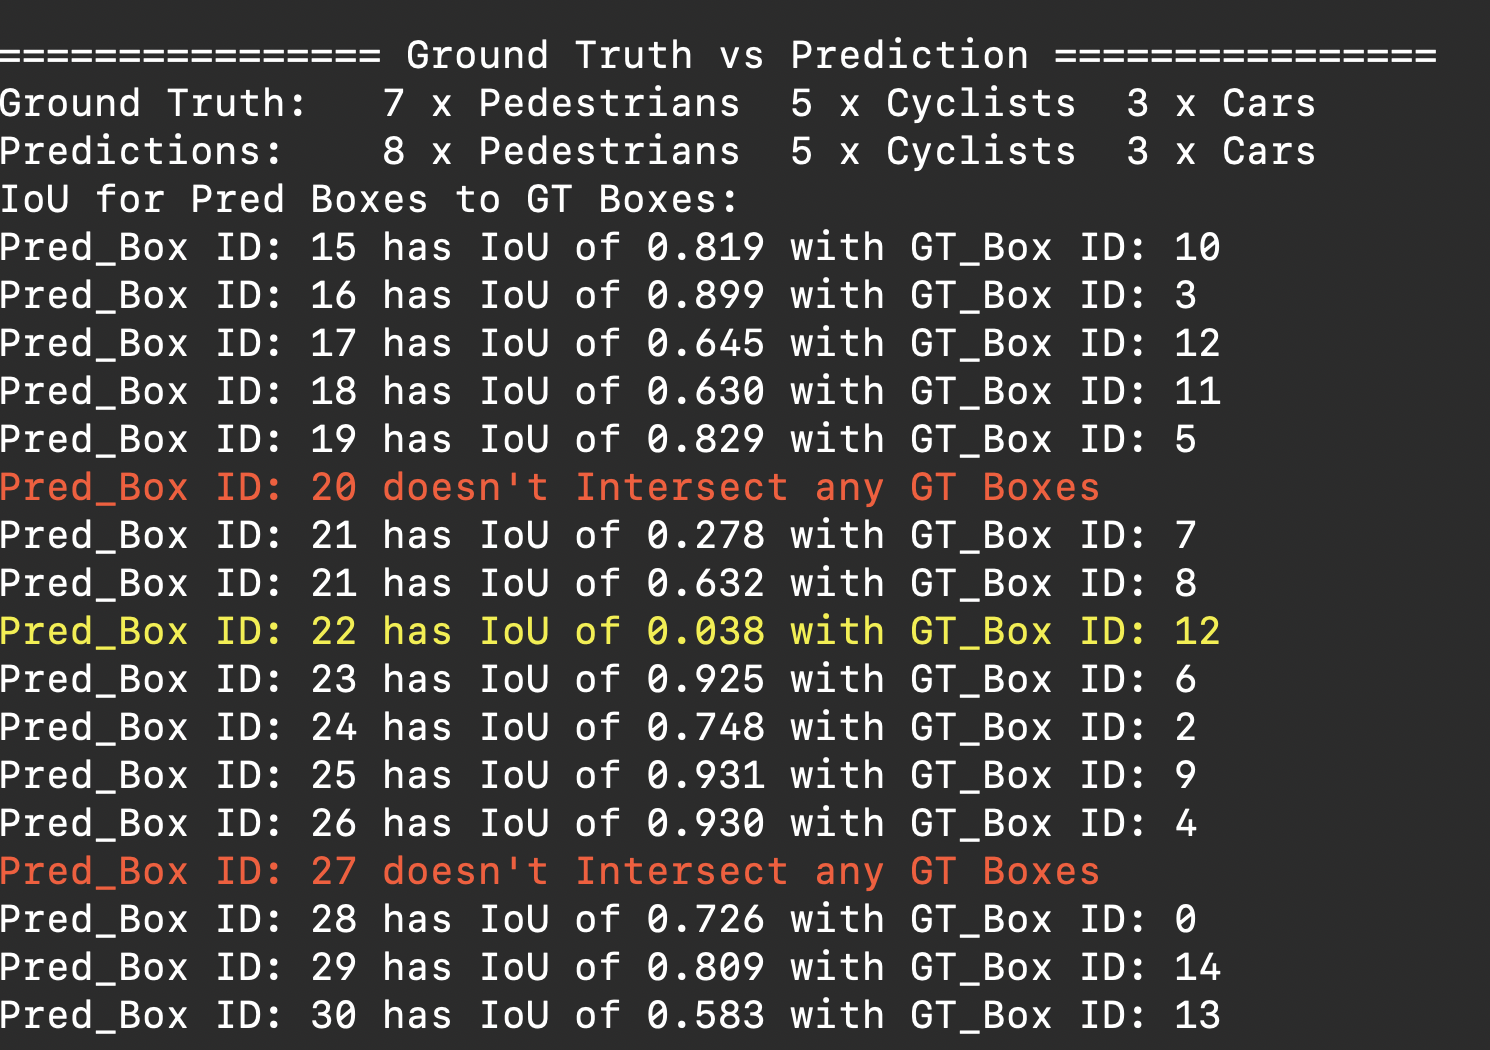 ================ Ground Truth vs Prediction ================
Ground Truth:   7 x Pedestrians  5 x Cyclists  3 x Cars
Predictions:    8 x Pedestrians  5 x Cyclists  3 x Cars
IoU for Pred Boxes to GT Boxes:
Pred_Box ID: 15 has IoU of 0.819 with GT_Box ID: 10
Pred_Box ID: 16 has IoU of 0.899 with GT_Box ID: 3
Pred_Box ID: 17 has IoU of 0.645 with GT_Box ID: 12
Pred_Box ID: 18 has IoU of 0.630 with GT_Box ID: 11
Pred_Box ID: 19 has IoU of 0.829 with GT_Box ID: 5
Pred_Box ID: 20 doesn't Intersect any GT Boxes
Pred_Box ID: 21 has IoU of 0.278 with GT_Box ID: 7
Pred_Box ID: 21 has IoU of 0.632 with GT_Box ID: 8
Pred_Box ID: 22 has IoU of 0.038 with GT_Box ID: 12
Pred_Box ID: 23 has IoU of 0.925 with GT_Box ID: 6
Pred_Box ID: 24 has IoU of 0.748 with GT_Box ID: 2
Pred_Box ID: 25 has IoU of 0.931 with GT_Box ID: 9
Pred_Box ID: 26 has IoU of 0.930 with GT_Box ID: 4
Pred_Box ID: 27 doesn't Intersect any GT Boxes
Pred_Box ID: 28 has IoU of 0.726 with GT_Box ID: 0
Pred_Box ID: 29 has IoU of 0.809 with GT_Box ID: 14
Pred_Box ID: 30 has IoU of 0.583 with GT_Box ID: 13